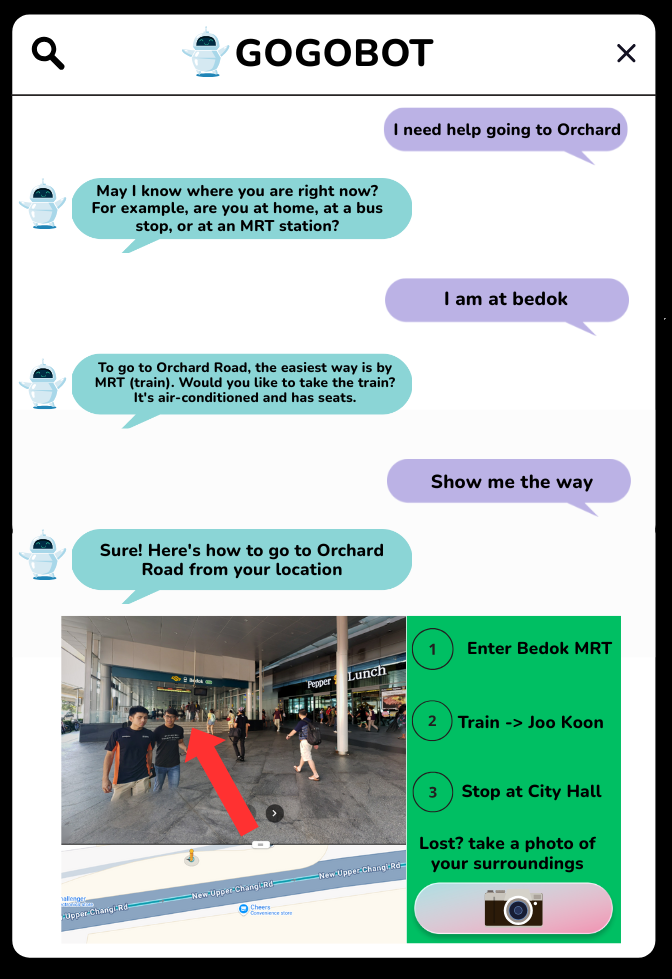 GOGOBOT
I need help going to Orchard
May I know where you are right now?
For example, are you at home, at a bus
stop, or at an MRT station?
I am at bedok
To go to Orchard Road, the easiest way is by
MRT (train). Would you like to take the train?
It's air-conditioned and has seats.
Show me the way
Sure! Here's how to go to Orchard
Road from your location
Bedok
Pepper Lunch
New Upper Changi Rd
New Upper Changi Rd
Upper Changi Rd
Cheers
Convenience store
1 Enter Bedok MRT
2 Train -> Joo Koon
3 Stop at City Hall
Lost? take a photo of
your surroundings